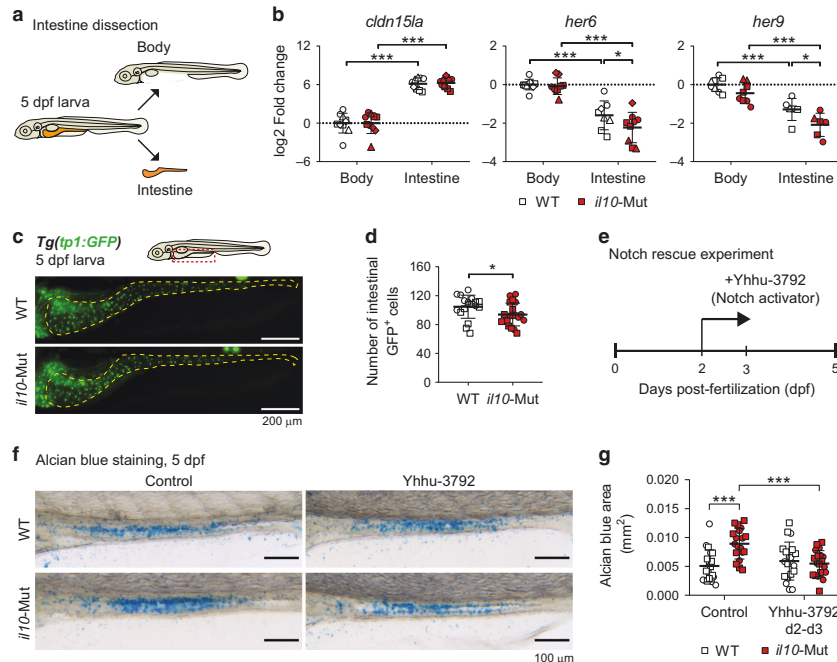 a
Intestine dissection
Body
5 dpf larva
Intestine
b
cldn15la
her6
her9
log2 Fold change
12
6
0
−6
***
***
Body
Intestine
2
0
−2
−4
***
***
*
Body
Intestine
2
0
−2
−4
***
***
*
Body
Intestine
WT
il10-Mut
c
Tg(tp1:GFP)
5 dpf larva
WT
il10-Mut
200 µm
d
Number of intestinal
GFP+ cells
160
120
80
40
0
*
WT
il10-Mut
e
Notch rescue experiment
+Yhhu-3792
(Notch activator)
0
2
3
5
Days post-fertilization (dpf)
f
Alcian blue staining, 5 dpf
Control
Yhhu-3792
WT
il10-Mut
100 µm
g
Alcian blue area
(mm2)
0.020
0.015
0.010
0.005
0.000
***
***
Control
Yhhu-3792
d2-d3
WT
il10-Mut